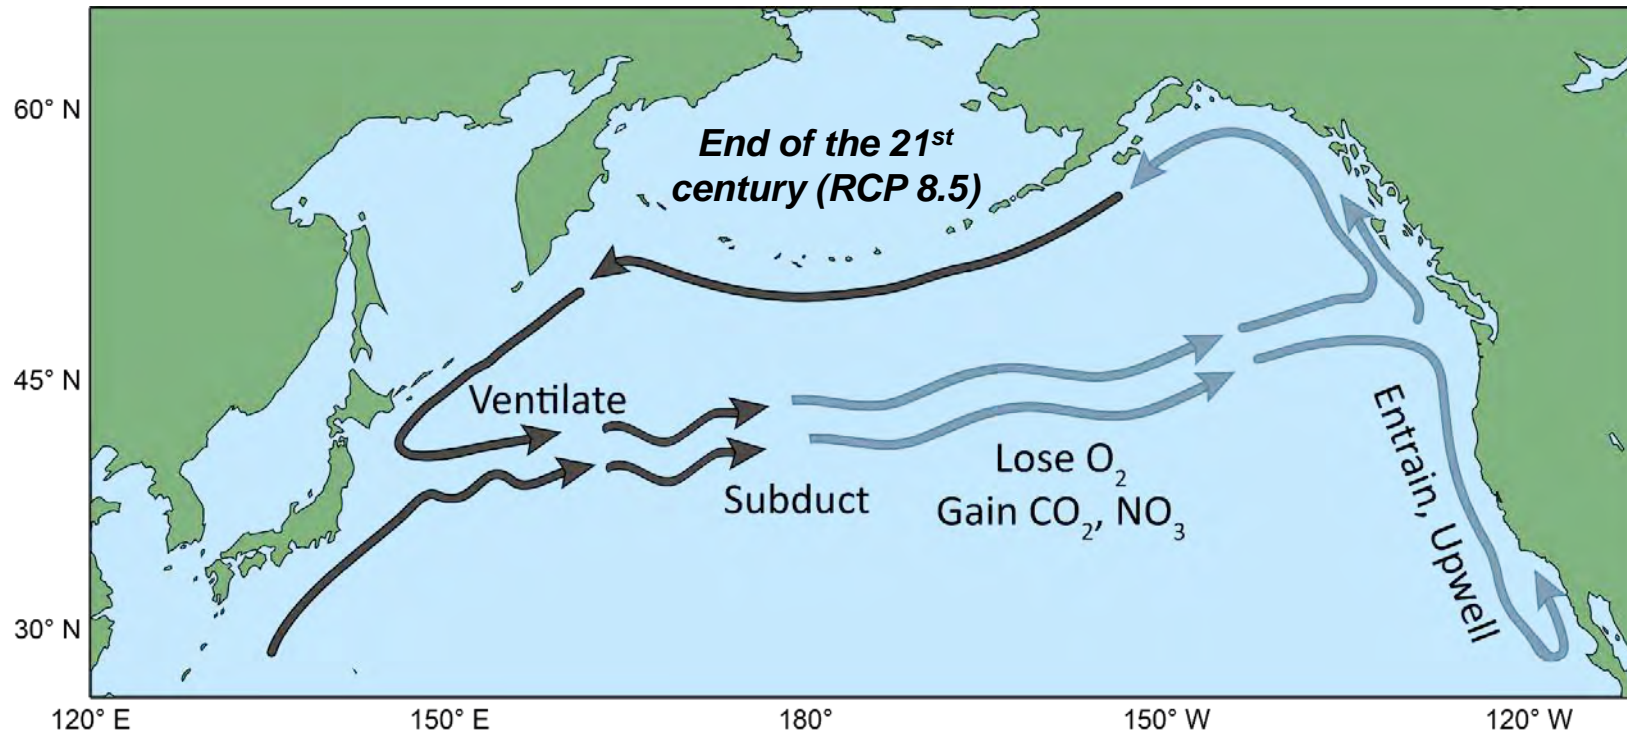 End of the 21st
century (RCP 8.5)
60° N
45° N
30° N
Ventilate
Subduct
Lose O₂
Gain CO₂, NO₃
Entrain, Upwell
120° E
150° E
180°
150° W
120° W